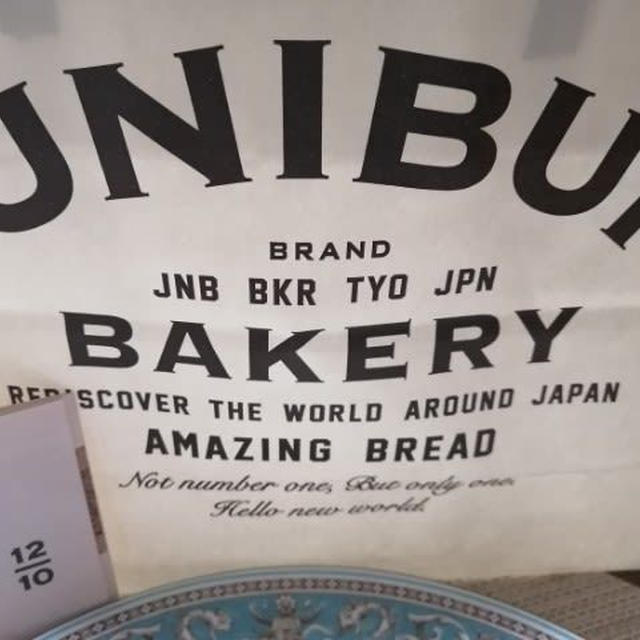 UNIBU
BRAND
JNB BKR TYO JPN
BAKERY
REDISCOVER THE WORLD AROUND JAPAN
AMAZING BREAD
Not number one, But only one.
Hello new world.
12
10